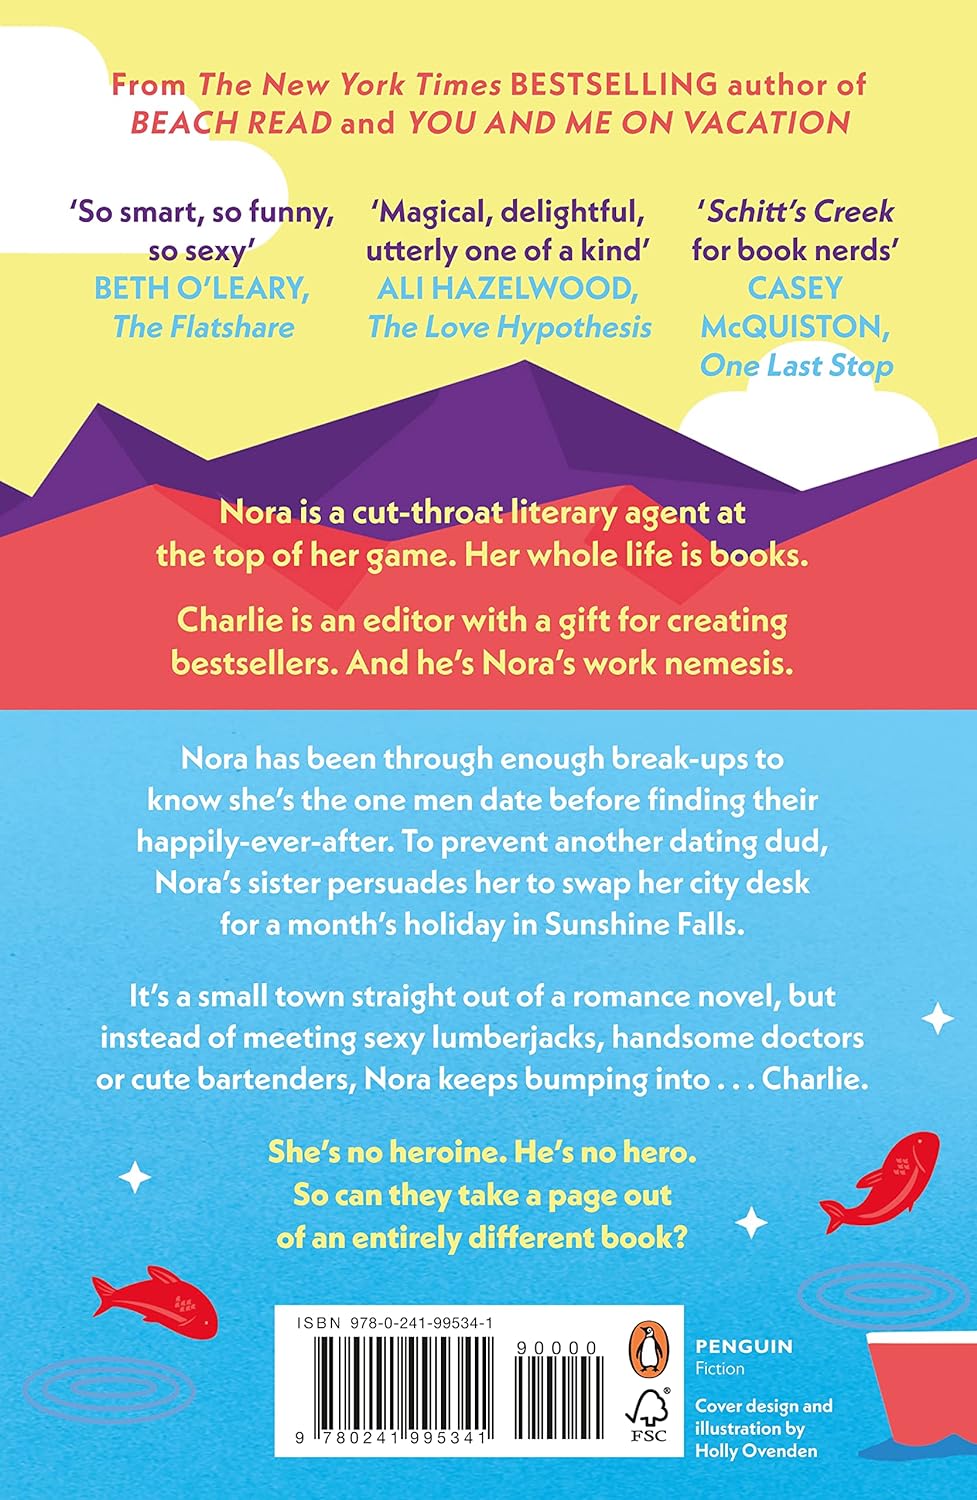 From The New York Times BESTSELLING author of
BEACH READ and YOU AND ME ON VACATION
‘So smart, so funny,
so sexy’
BETH O’LEARY,
The Flatshare
‘Magical, delightful,
utterly one of a kind’
ALI HAZELWOOD,
The Love Hypothesis
‘Schitt’s Creek
for book nerds’
CASEY
McQUISTON,
One Last Stop
Nora is a cut-throat literary agent at
the top of her game. Her whole life is books.
Charlie is an editor with a gift for creating
bestsellers. And he’s Nora’s work nemesis.
Nora has been through enough break-ups to
know she’s the one men date before finding their
happily-ever-after. To prevent another dating dud,
Nora’s sister persuades her to swap her city desk
for a month’s holiday in Sunshine Falls.
It’s a small town straight out of a romance novel, but
instead of meeting sexy lumberjacks, handsome doctors
or cute bartenders, Nora keeps bumping into . . . Charlie.
She’s no heroine. He’s no hero.
So can they take a page out
of an entirely different book?
ISBN 978-0-241-99534-1
90000
9 780241 995341
FSC
®
PENGUIN
Fiction
Cover design and
illustration by
Holly Ovenden